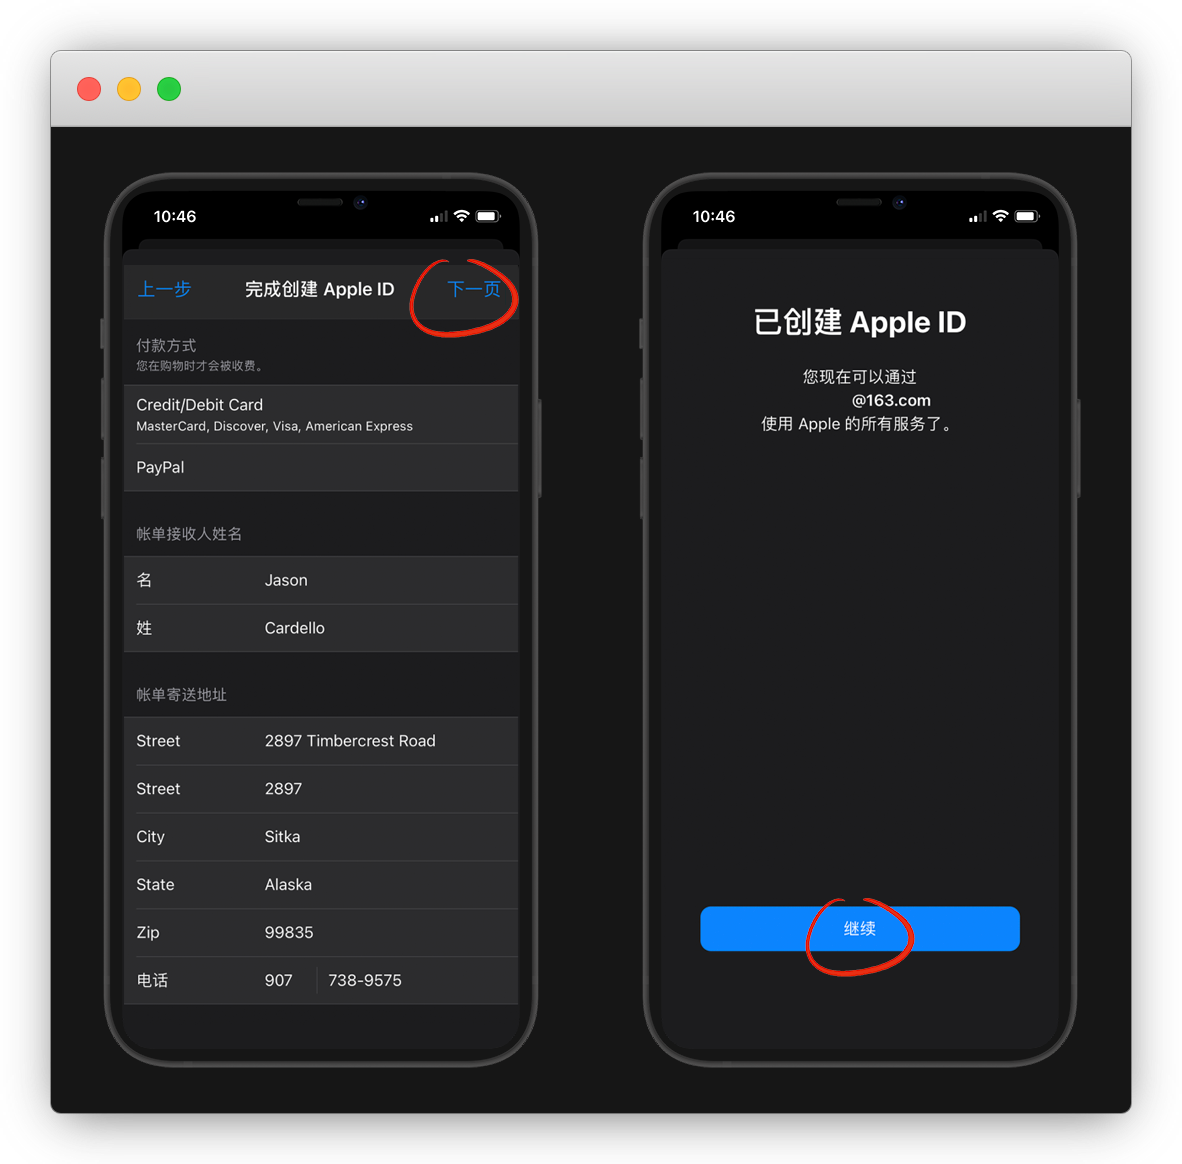 10:46
上一步 完成创建 Apple ID 下一页
付款方式
您在购物时才会被收费。
Credit/Debit Card
MasterCard, Discover, Visa, American Express
PayPal
帐单接收人姓名
名 Jason
姓 Cardello
帐单寄送地址
Street 2897 Timbercrest Road
Street 2897
City Sitka
State Alaska
Zip 99835
电话 907 738-9575
10:46
已创建 Apple ID
您现在可以通过
@163.com
使用 Apple 的所有服务了。
继续